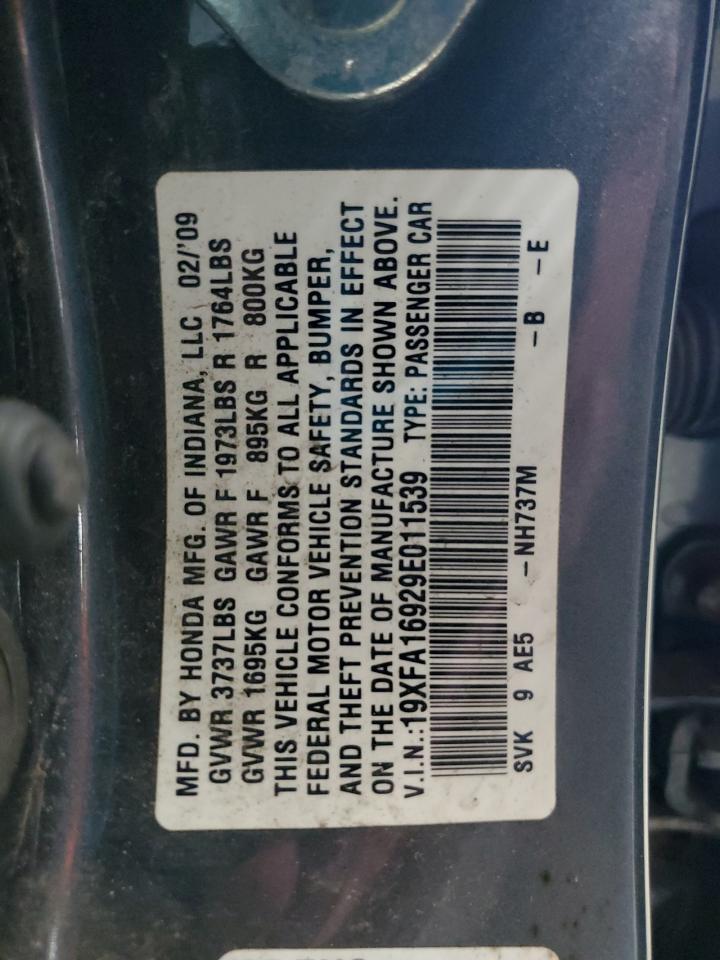 MFD. BY HONDA MFG. OF INDIANA, LLC 02/'09
GVWR 3737LBS GAWR F 1973LBS R 1764LBS
GVWR 1695KG GAWR F 895KG R 800KG
THIS VEHICLE CONFORMS TO ALL APPLICABLE
FEDERAL MOTOR VEHICLE SAFETY, BUMPER,
AND THEFT PREVENTION STANDARDS IN EFFECT
ON THE DATE OF MANUFACTURE SHOWN ABOVE.
V.I.N.:19XFA16929E011539 TYPE: PASSENGER CAR
SVK 9 AE5 -NH737M -B -E